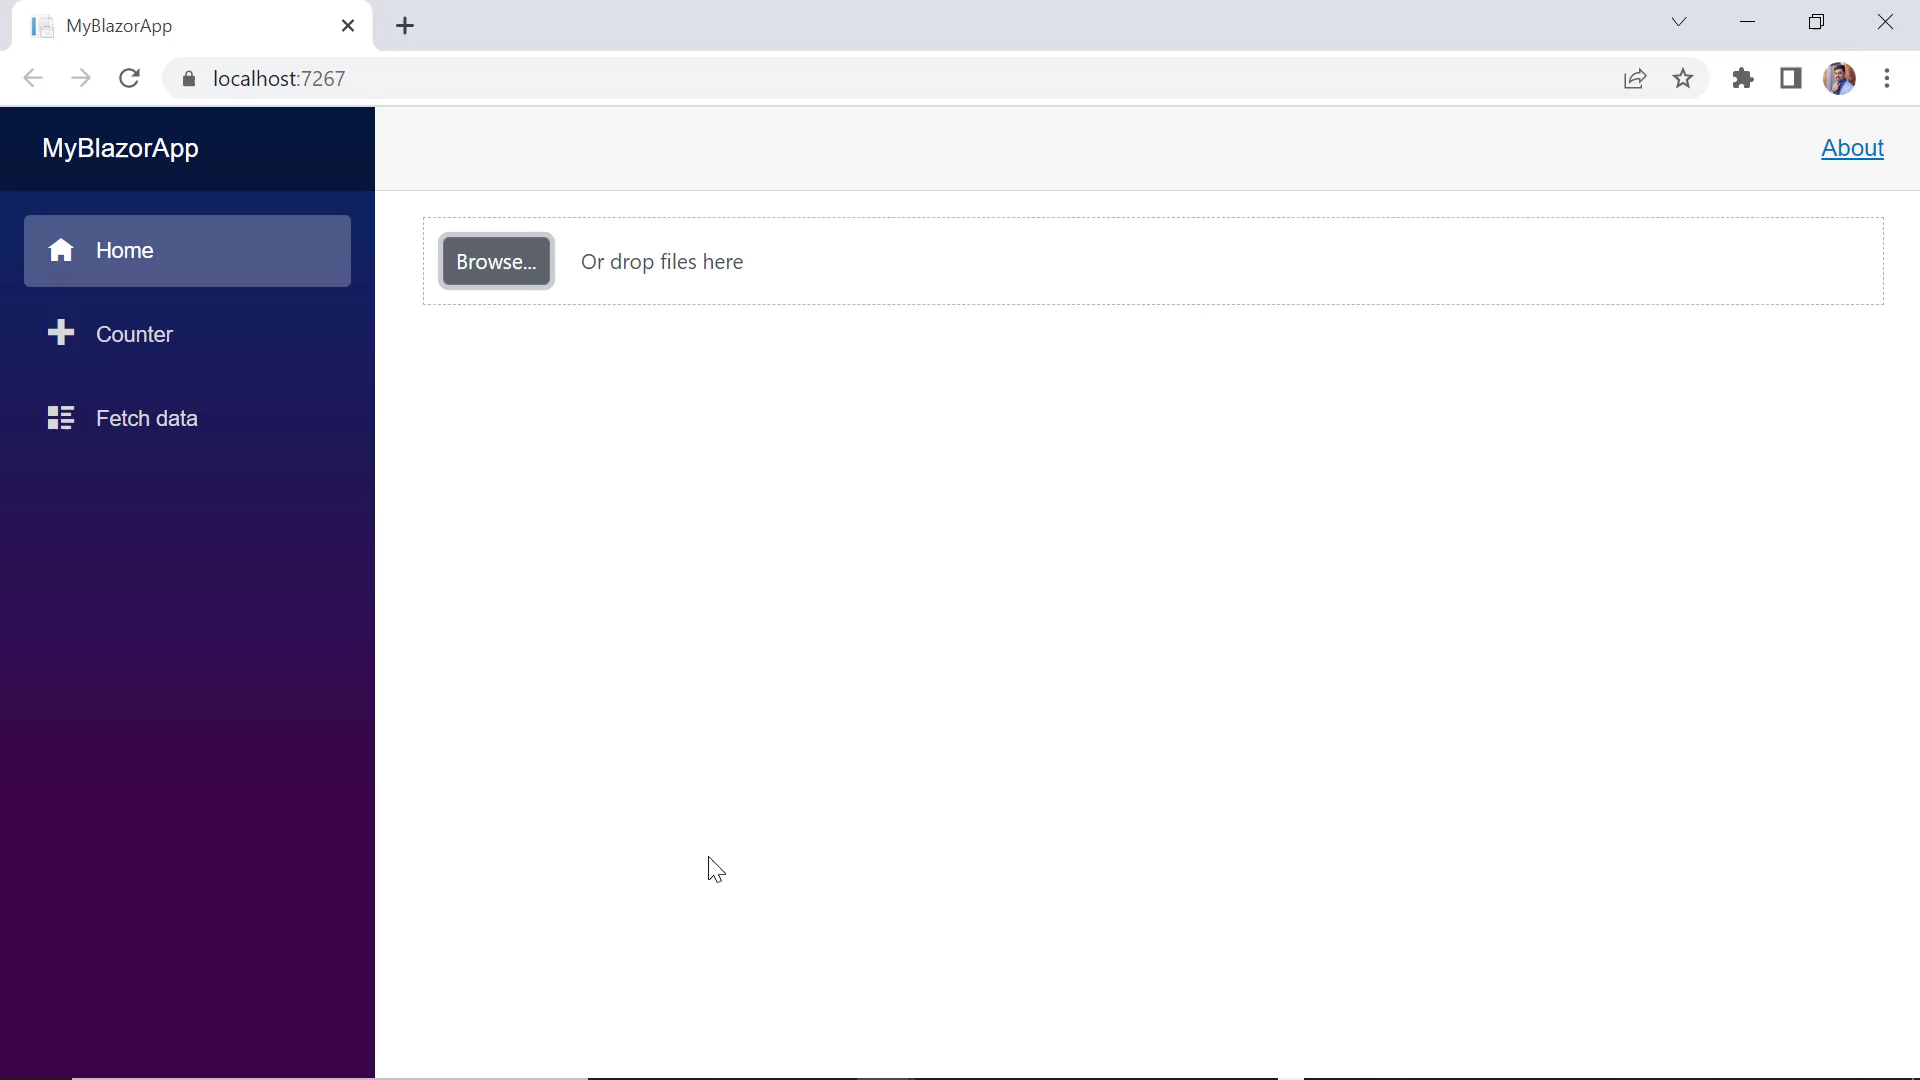 MyBlazorApp
localhost:7267
MyBlazorApp
About
Home
Browse...
Or drop files here
Counter
Fetch data